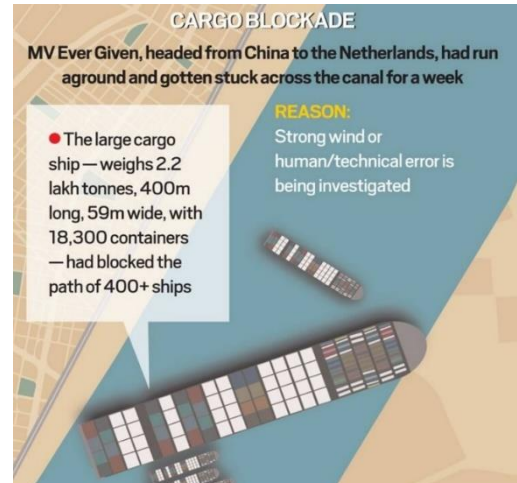 CARGO BLOCKADE
MV Ever Given, headed from China to the Netherlands, had run
aground and gotten stuck across the canal for a week
● The large cargo
ship — weighs 2.2
lakh tonnes, 400m
long, 59m wide, with
18,300 containers
— had blocked the
path of 400+ ships
REASON:
Strong wind or
human/technical error is
being investigated